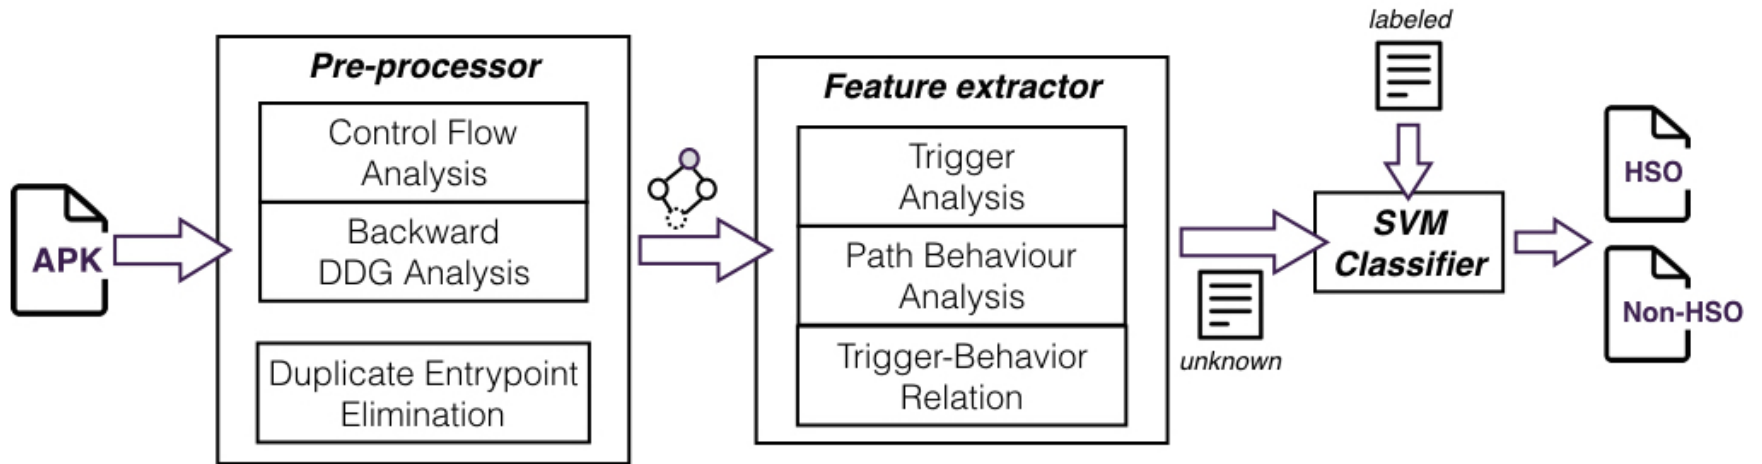 APK
Pre-processor
Control Flow
Analysis
Backward
DDG Analysis
Duplicate Entrypoint
Elimination
Feature extractor
Trigger
Analysis
Path Behaviour
Analysis
Trigger-Behavior
Relation
unknown
labeled
SVM
Classifier
HSO
Non-HSO